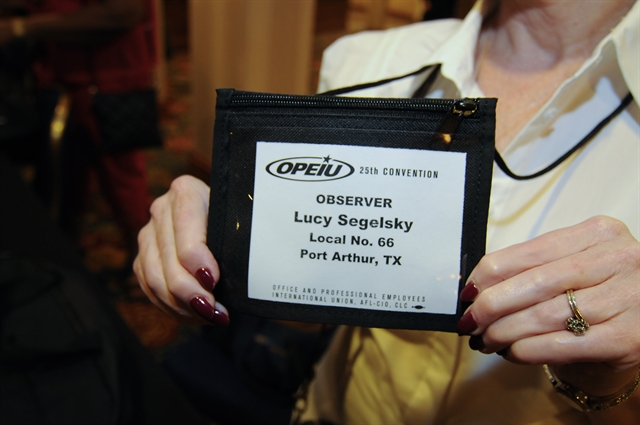 OPEIU 25TH CONVENTION
OBSERVER
Lucy Segelsky
Local No. 66
Port Arthur, TX
OFFICE AND PROFESSIONAL EMPLOYEES
INTERNATIONAL UNION, AFL-CIO, CLC